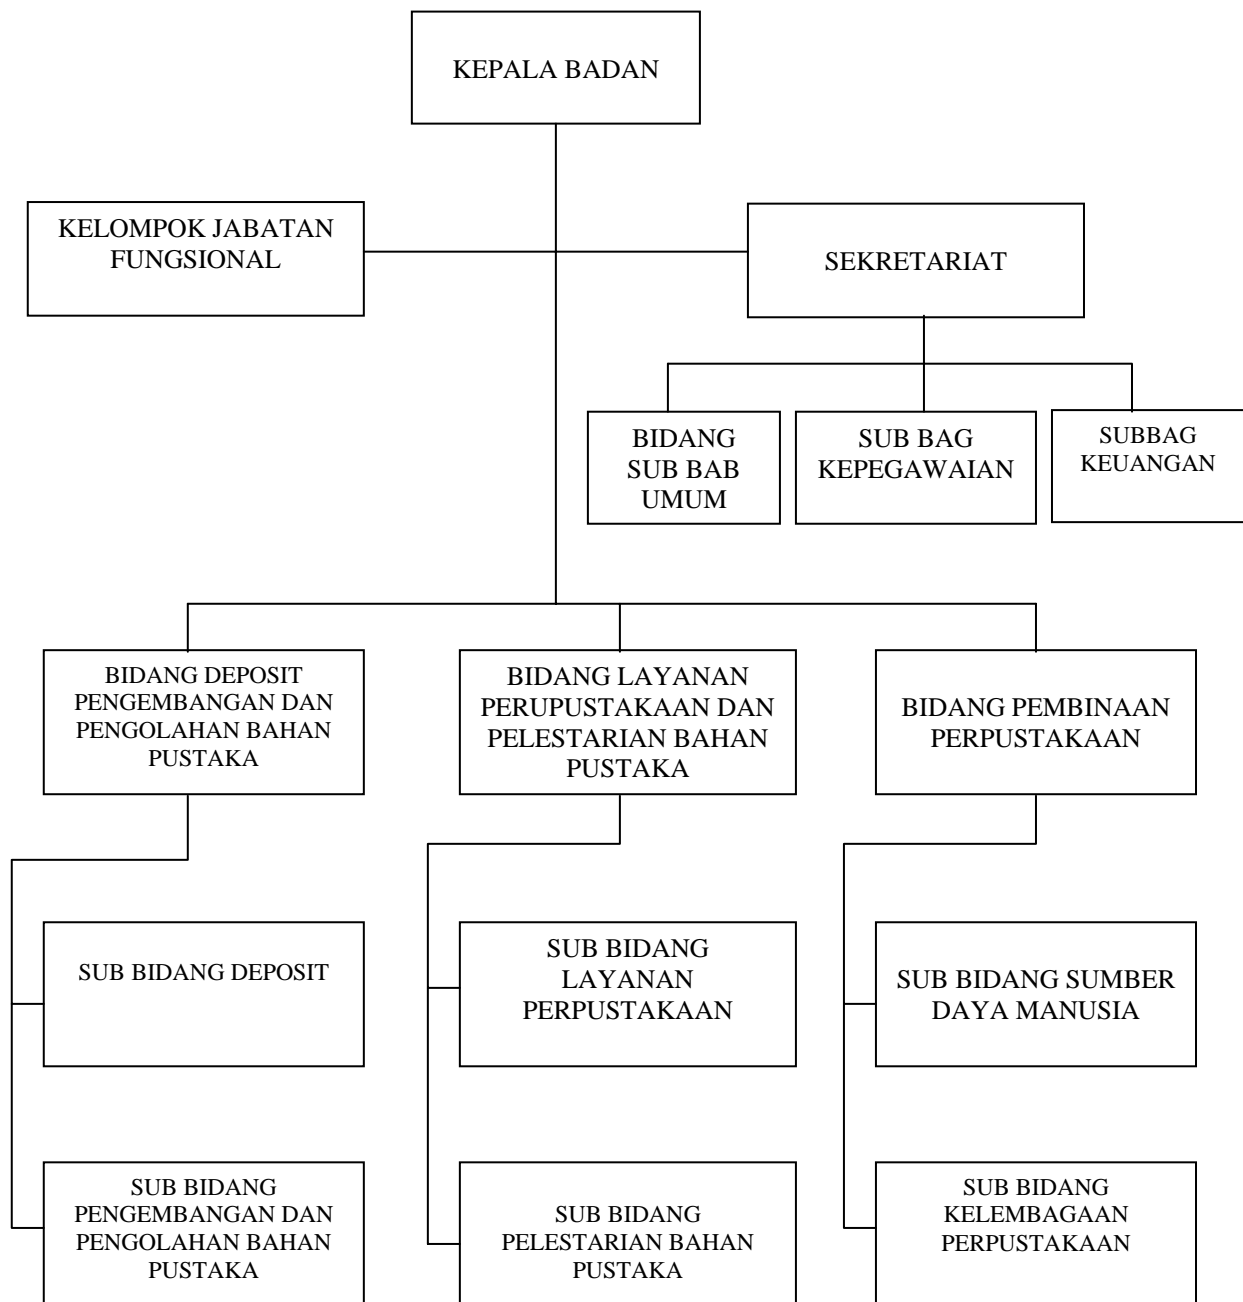 KEPALA BADAN
KELOMPOK JABATAN
FUNGSIONAL
SEKRETARIAT
BIDANG
SUB BAB
UMUM
SUB BAG
KEPEGAWAIAN
SUBBAG
KEUANGAN
BIDANG DEPOSIT
PENGEMBANGAN DAN
PENGOLAHAN BAHAN
PUSTAKA
BIDANG LAYANAN
PERUPUSTAKAAN DAN
PELESTARIAN BAHAN
PUSTAKA
BIDANG PEMBINAAN
PERPUSTAKAAN
SUB BIDANG DEPOSIT
SUB BIDANG
LAYANAN
PERPUSTAKAAN
SUB BIDANG SUMBER
DAYA MANUSIA
SUB BIDANG
PENGEMBANGAN DAN
PENGOLAHAN BAHAN
PUSTAKA
SUB BIDANG
PELESTARIAN BAHAN
PUSTAKA
SUB BIDANG
KELEMBAGAAN
PERPUSTAKAAN